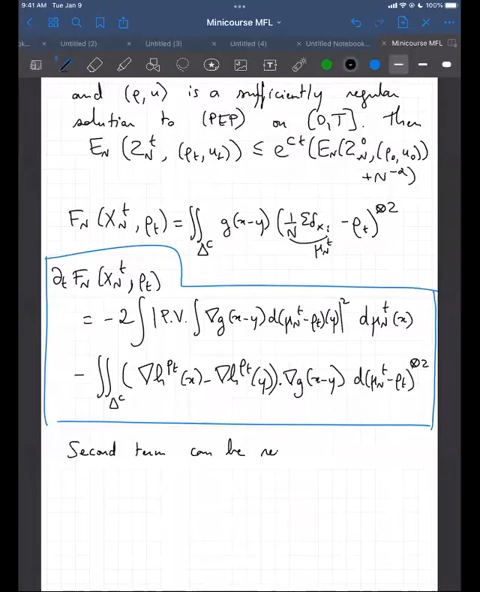 9:41 AM Tue Jan 9
100%
Minicourse MFL
Untitled (2)
Untitled (3)
Untitled (4)
Untitled Notebook...
Minicourse MFL
and (ρ, u) is a sufficiently regular
solution to (PEP) on [0,T]. Then
E_N (Z_N^t, (ρ_t, u_t)) ≤ e^{Ct} (E_N(Z_N^0, (ρ_0, u_0))
+ N^{-α})
F_N (X_N^t, ρ_t) = ∬_{Δ^c} g(x-y) (1/N Σ δ_{x_i} - ρ_t)^{⊗2}
μ_N^t
∂_t F_N (X_N^t, ρ_t)
= -2 ∫ |P.V. ∫ ∇g(x-y) d(μ_N^t - ρ_t)(y)|^2 dμ_N^t(x)
- ∬_{Δ^c} (∇h^{ρ_t}(x) - ∇h^{ρ_t}(y)) · ∇g(x-y) d(μ_N^t - ρ_t)^{⊗2}
Second term can be re